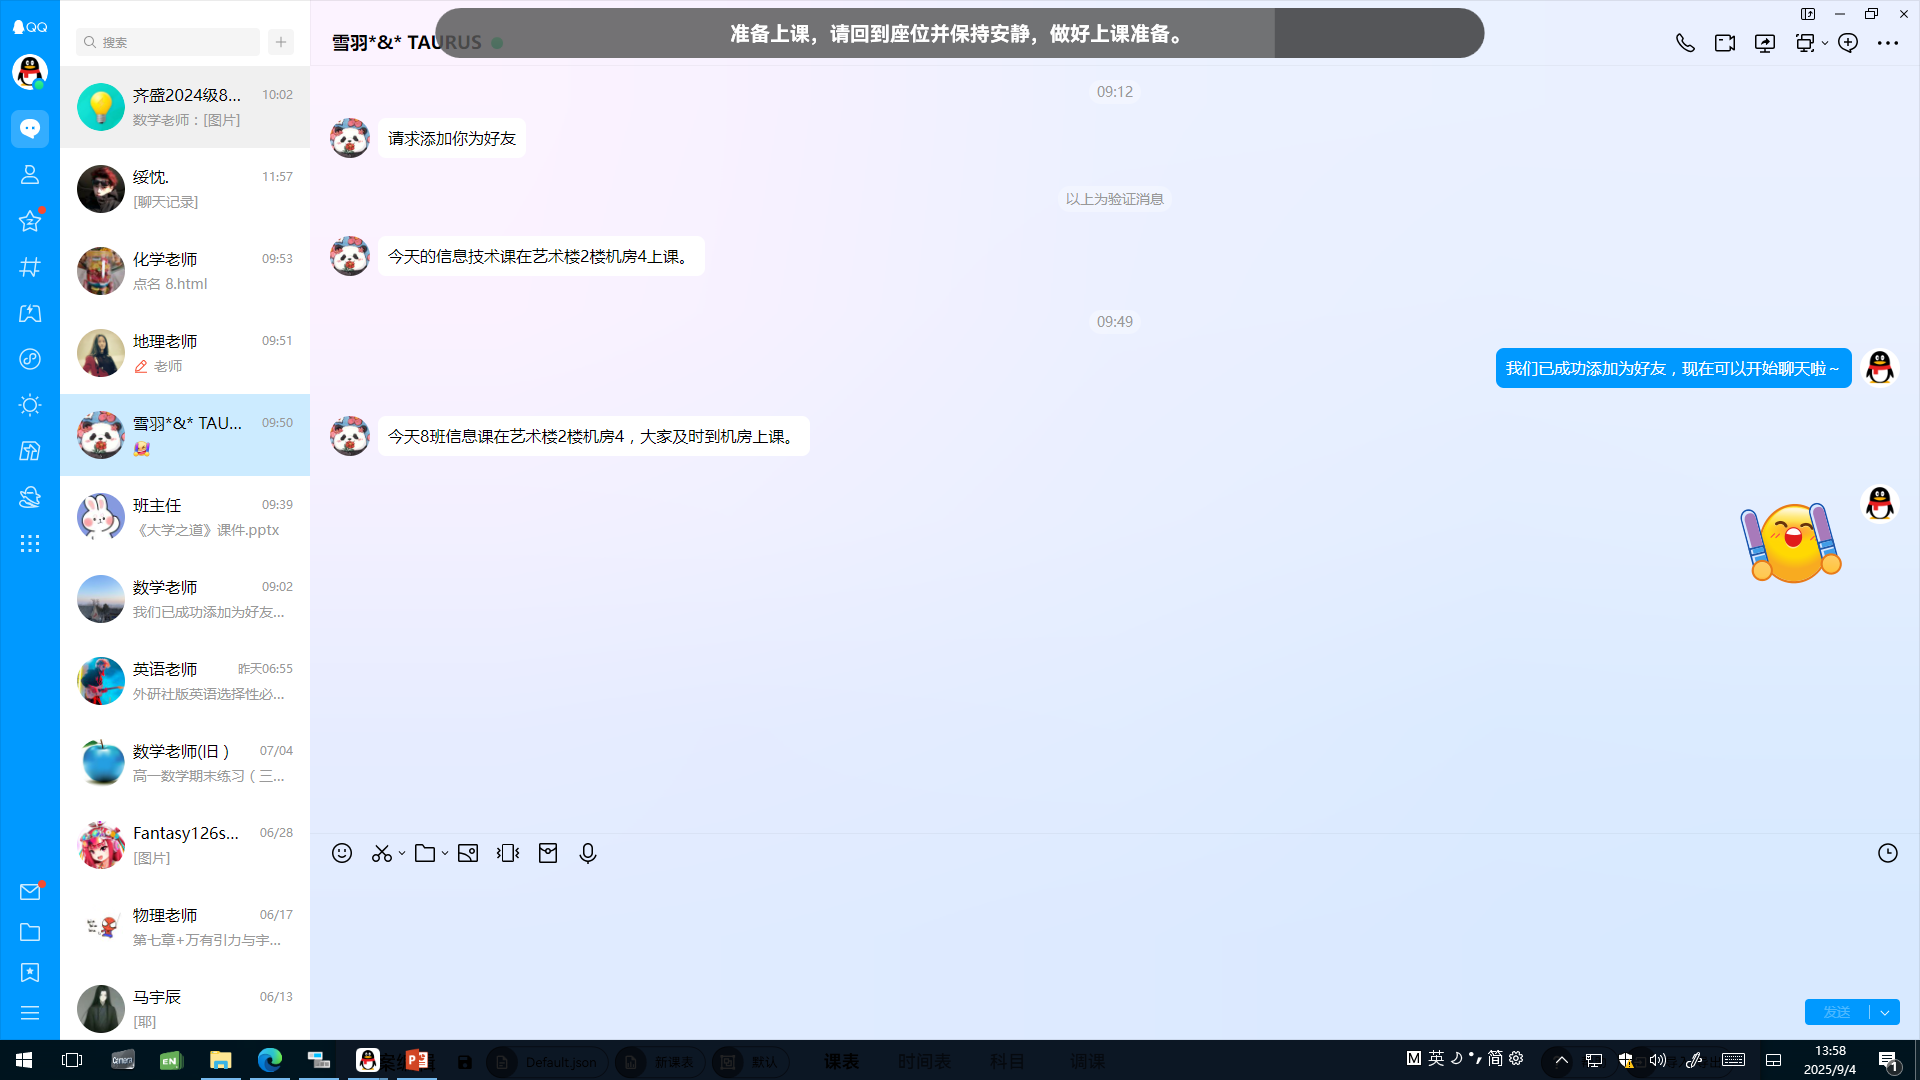 QQ
搜索
齐盛2024级8...
10:02
数学老师：[图片]
绥忱.
11:57
[聊天记录]
化学老师
09:53
点名 8.html
地理老师
09:51
老师
雪羽*&* TAU...
09:50
班主任
09:39
《大学之道》课件.pptx
数学老师
09:02
我们已成功添加为好友...
英语老师
昨天06:55
外研社版英语选择性必...
数学老师(旧）
07/04
高一数学期末练习（三...
Fantasy126s...
06/28
[图片]
物理老师
06/17
第七章+万有引力与宇...
马宇辰
06/13
[耶]
雪羽*&* TAURUS
准备上课，请回到座位并保持安静，做好上课准备。
09:12
请求添加你为好友
以上为验证消息
今天的信息技术课在艺术楼2楼机房4上课。
09:49
我们已成功添加为好友，现在可以开始聊天啦～
今天8班信息课在艺术楼2楼机房4，大家及时到机房上课。
发送
EN
Default.json
新课表
默认
课表
时间表
科目
调课
M 英 简
13:58
2025/9/4
1